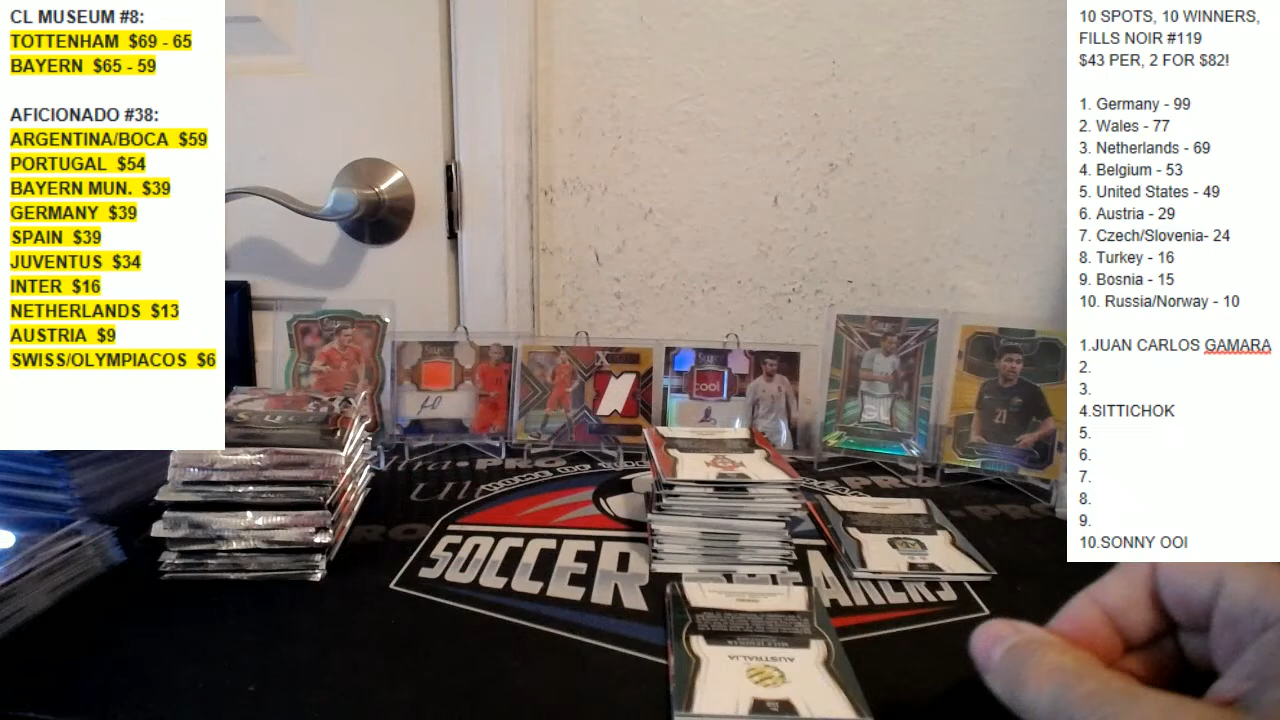 CL MUSEUM #8:
TOTTENHAM $69 - 65
BAYERN $65 - 59
AFICIONADO #38:
ARGENTINA/BOCA $59
PORTUGAL $54
BAYERN MUN. $39
GERMANY $39
SPAIN $39
JUVENTUS $34
INTER $16
NETHERLANDS $13
AUSTRIA $9
SWISS/OLYMPIACOS $6
10 SPOTS, 10 WINNERS,
FILLS NOIR #119
$43 PER, 2 FOR $82!
1. Germany - 99
2. Wales - 77
3. Netherlands - 69
4. Belgium - 53
5. United States - 49
6. Austria - 29
7. Czech/Slovenia- 24
8. Turkey - 16
9. Bosnia - 15
10. Russia/Norway - 10
1.JUAN CARLOS GAMARA
2.
3.
4.SITTICHOK
5.
6.
7.
8.
9.
10.SONNY OOI
SELECT
21
SOCCER BREAKERS
AUSTRALIA
MILE JEDINAK